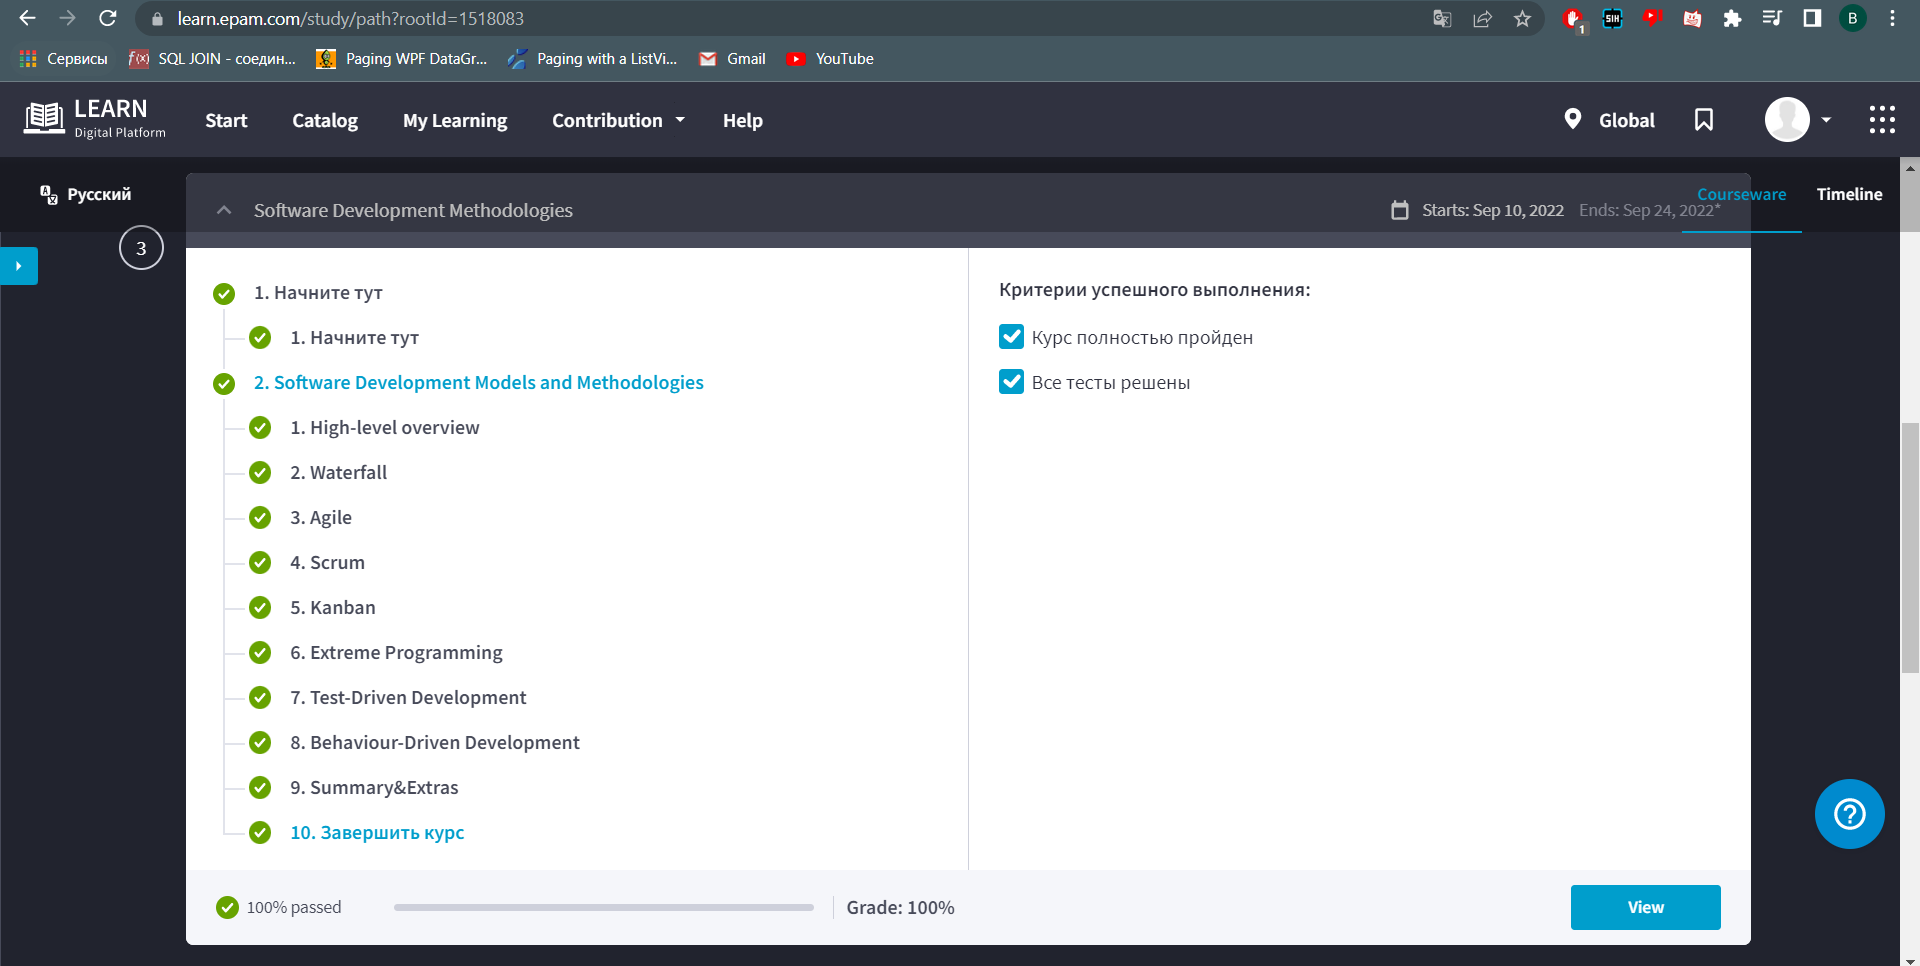 learn.epam.com/study/path?rootId=1518083
1
SIH
B
Сервисы
f(x) SQL JOIN - соедин...
Paging WPF DataGr...
Paging with a ListVi...
Gmail
YouTube
LEARN
Digital Platform
Start
Catalog
My Learning
Contribution
Help
Global
Русский
Courseware
Timeline
Software Development Methodologies
Starts: Sep 10, 2022
Ends: Sep 24, 2022*
3
1. Начните тут
1. Начните тут
2. Software Development Models and Methodologies
1. High-level overview
2. Waterfall
3. Agile
4. Scrum
5. Kanban
6. Extreme Programming
7. Test-Driven Development
8. Behaviour-Driven Development
9. Summary&Extras
10. Завершить курс
Критерии успешного выполнения:
Курс полностью пройден
Все тесты решены
100% passed
Grade: 100%
View